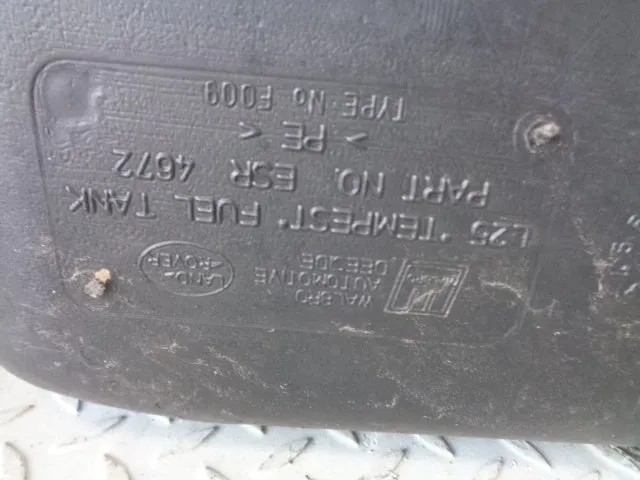 WALBRO
AUTOMOTIVE
DEESIDE
LAND
ROVER
L25 "TEMPEST" FUEL TANK
PART NO. ESR 4672
> PE <
TYPE No F009